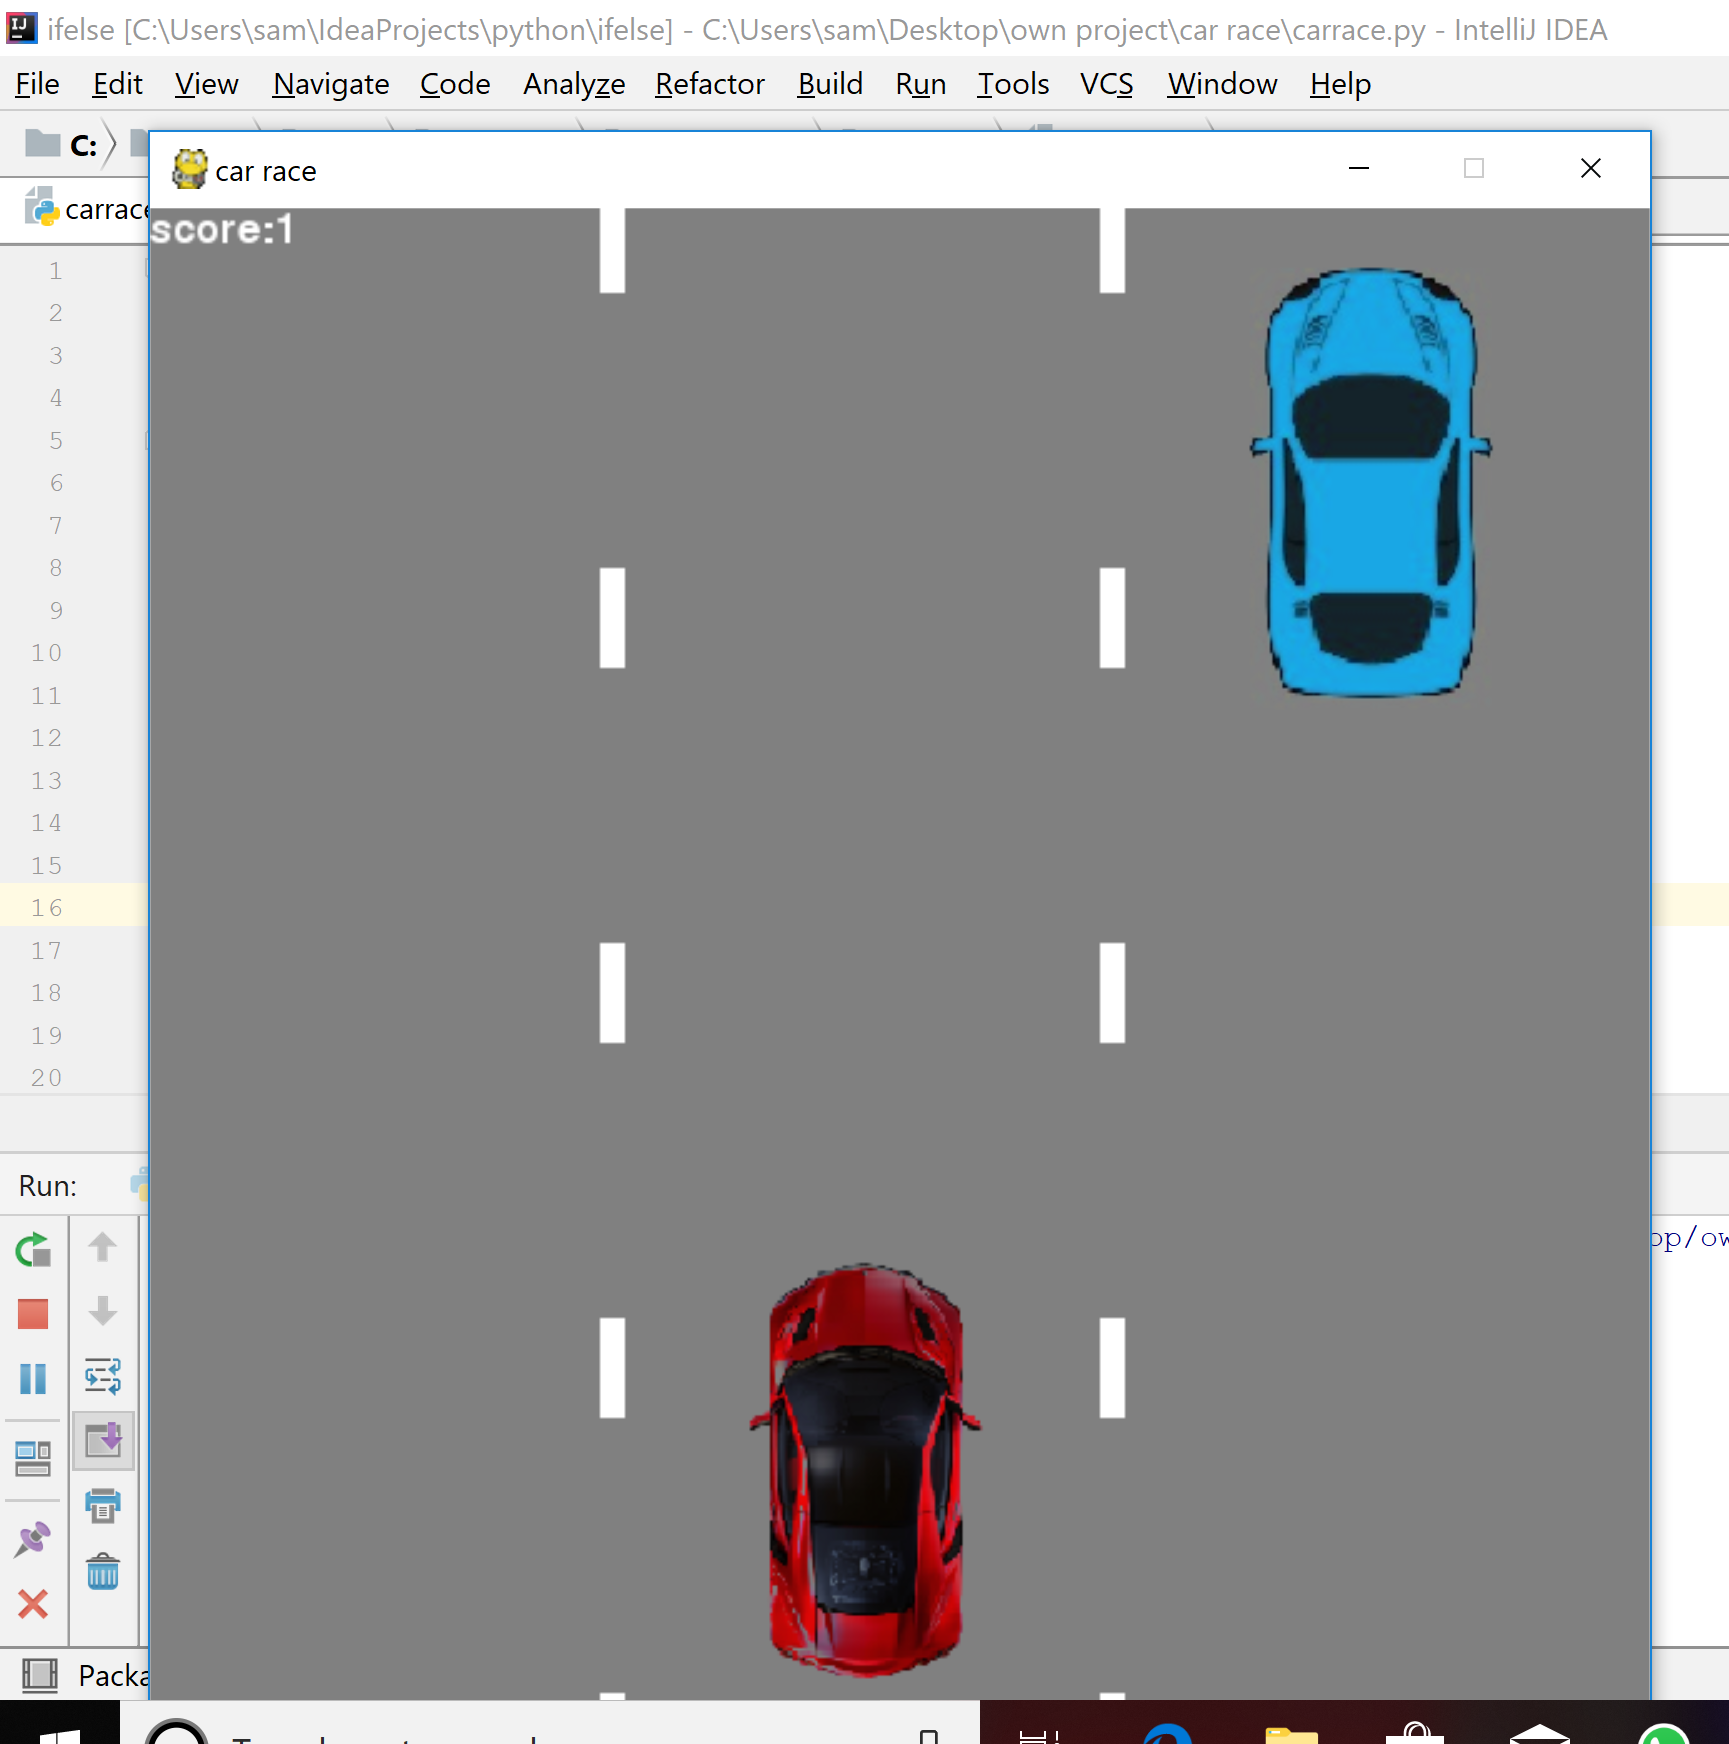 ifelse [C:\Users\sam\IdeaProjects\python\ifelse] - C:\Users\sam\Desktop\own project\car race\carrace.py - IntelliJ IDEA
File Edit View Navigate Code Analyze Refactor Build Run Tools VCS Window Help
C:
car race
carrace
score:1
1
2
3
4
5
6
7
8
9
10
11
12
13
14
15
16
17
18
19
20
Run:
op/ow
Packa